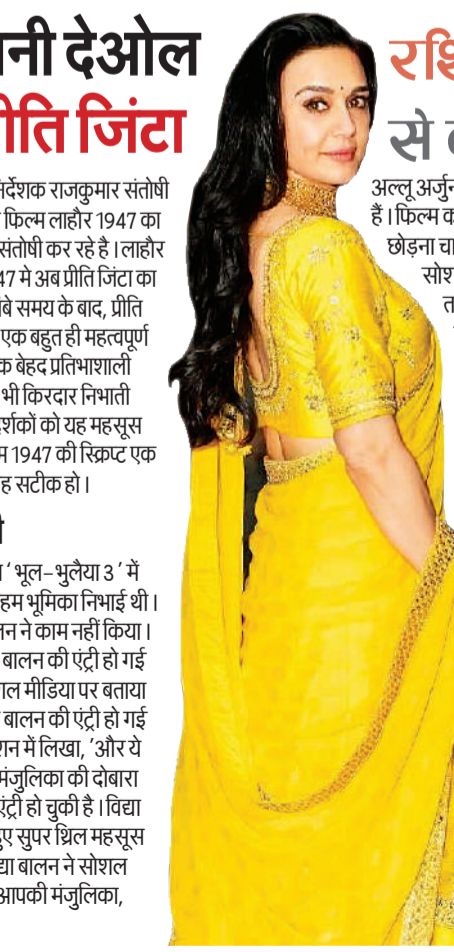 नी देओल
ति जिंटा
र्देशक राजकुमार संतोषी
फिल्म लाहौर 1947 का
संतोषी कर रहे है । लाहौर
47 मे अब प्रीति जिंटा का
बे समय के बाद, प्रीति
एक बहुत ही महत्वपूर्ण
क बेहद प्रतिभाशाली
भी किरदार निभाती
र्शकों को यह महसूस
1947 की स्क्रिप्ट एक
ह सटीक हो ।
‘ भूल-भुलैया 3 ’ में
हम भूमिका निभाई थी ।
लन ने काम नहीं किया ।
बालन की एंट्री हो गई
ल मीडिया पर बताया
बालन की एंट्री हो गई
शन में लिखा, ‘और ये
मंजुलिका की दोबारा
एंट्री हो चुकी है । विद्या
हुए सुपर थ्रिल महसूस
द्या बालन ने सोशल
आपकी मंजुलिका,
से
अल्लू अर्जुन
हैं । फिल्म क
छोड़ना चा
सोश
त